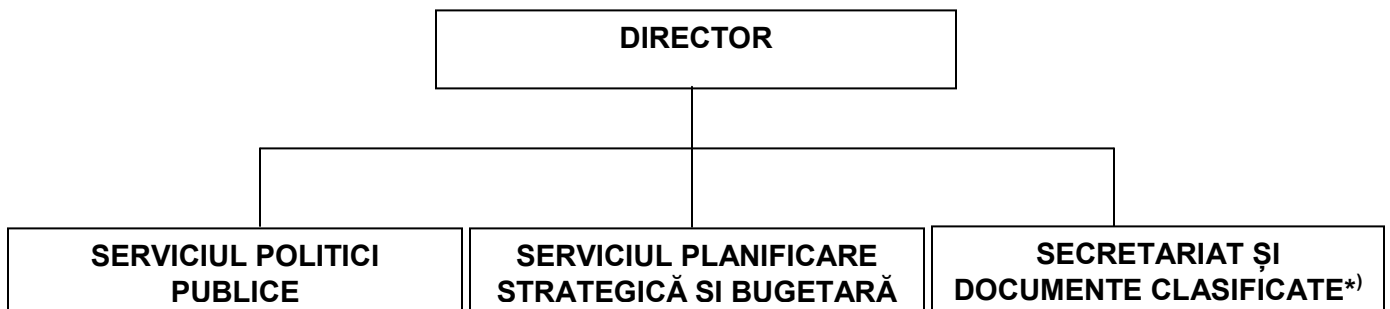 DIRECTOR
SERVICIUL POLITICI
PUBLICE
SERVICIUL PLANIFICARE
STRATEGICĂ SI BUGETARĂ
SECRETARIAT ȘI
DOCUMENTE CLASIFICATE*)